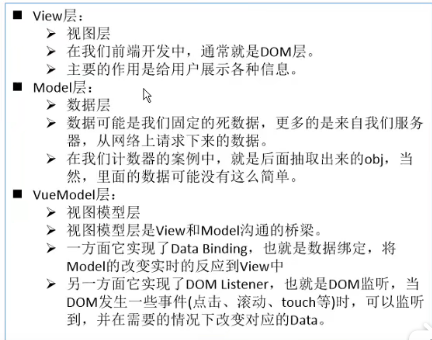 ■ View层：
➢ 视图层
➢ 在我们前端开发中，通常就是DOM层。
➢ 主要的作用是给用户展示各种信息。
■ Model层：
➢ 数据层
➢ 数据可能是我们固定的死数据，更多的是来自我们服务
器，从网络上请求下来的数据。
➢ 在我们计数器的案例中，就是后面抽取出来的obj，当
然，里面的数据可能没有这么简单。
■ VueModel层：
➢ 视图模型层
➢ 视图模型层是View和Model沟通的桥梁。
➢ 一方面它实现了Data Binding，也就是数据绑定，将
Model的改变实时的反应到View中
➢ 另一方面它实现了DOM Listener，也就是DOM监听，当
DOM发生一些事件(点击、滚动、touch等)时，可以监听
到，并在需要的情况下改变对应的Data。